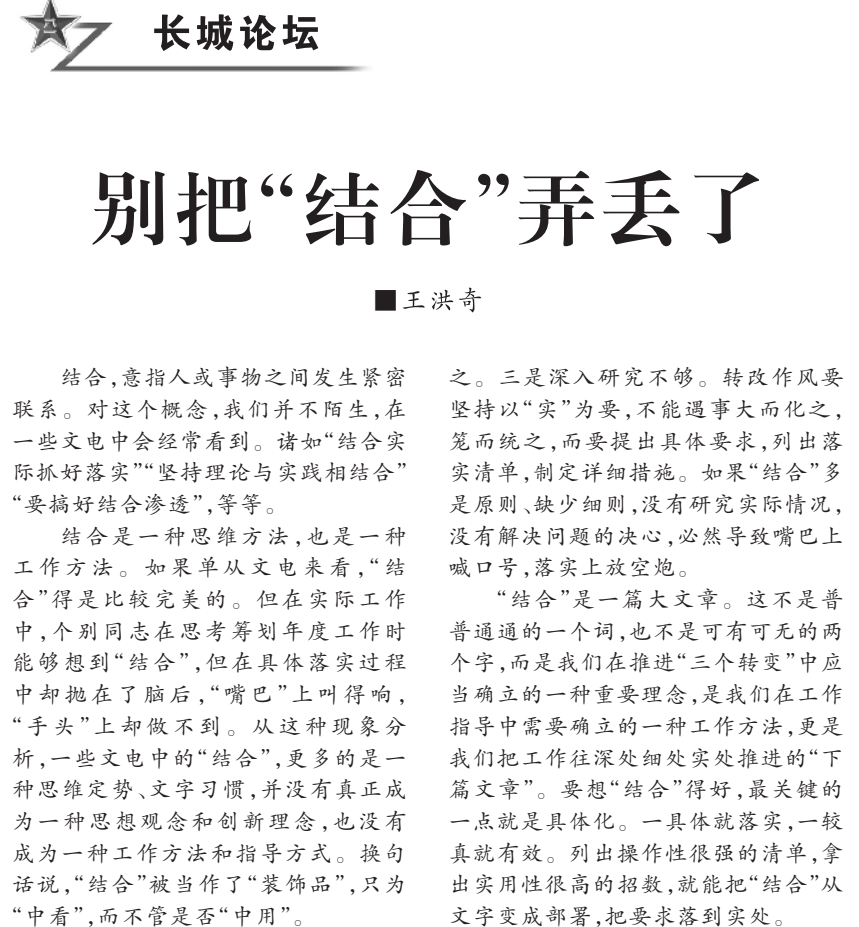 长城论坛
别把“结合”弄丢了
■王洪奇
结合,意指人或事物之间发生紧密
联系。对这个概念,我们并不陌生,在
一些文电中会经常看到。诸如“结合实
际抓好落实”“坚持理论与实践相结合”
“要搞好结合渗透”,等等。
结合是一种思维方法,也是一种
工作方法。如果单从文电来看,“结
合”得是比较完美的。但在实际工作
中,个别同志在思考筹划年度工作时
能够想到“结合”,但在具体落实过程
中却抛在了脑后,“嘴巴”上叫得响,
“手头”上却做不到。从这种现象分
析,一些文电中的“结合”,更多的是一
种思维定势、文字习惯,并没有真正成
为一种思想观念和创新理念,也没有
成为一种工作方法和指导方式。换句
话说,“结合”被当作了“装饰品”,只为
“中看”,而不管是否“中用”。
之。三是深入研究不够。转改作风要
坚持以“实”为要,不能遇事大而化之,
笼而统之,而要提出具体要求,列出落
实清单,制定详细措施。如果“结合”多
是原则、缺少细则,没有研究实际情况,
没有解决问题的决心,必然导致嘴巴上
喊口号,落实上放空炮。
“结合”是一篇大文章。这不是普
普通通的一个词,也不是可有可无的两
个字,而是我们在推进“三个转变”中应
当确立的一种重要理念,是我们在工作
指导中需要确立的一种工作方法,更是
我们把工作往深处细处实处推进的“下
篇文章”。要想“结合”得好,最关键的
一点就是具体化。一具体就落实,一较
真就有效。列出操作性很强的清单,拿
出实用性很高的招数,就能把“结合”从
文字变成部署,把要求落到实处。